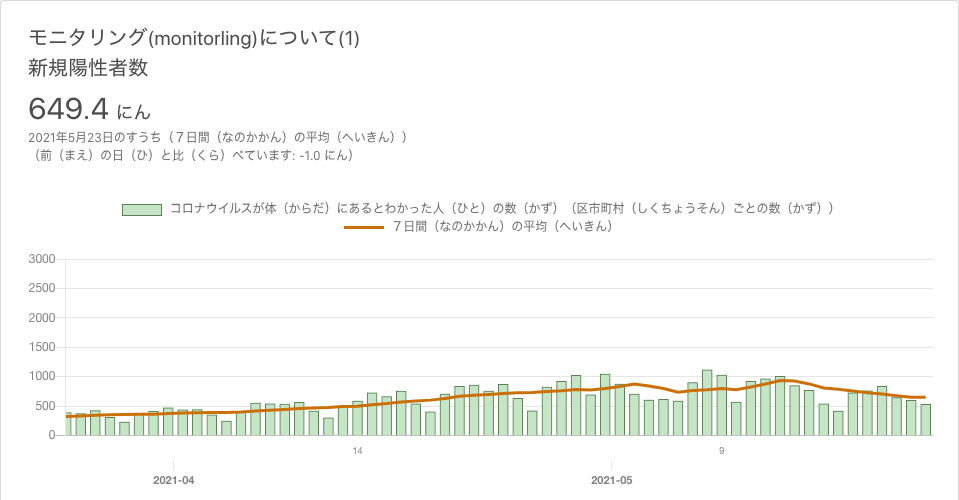 モニタリング(monitorling)について(1)
新規陽性者数
649.4 にん
2021年5月23日のすうち（７日間（なのかかん）の平均（へいきん））
（前（まえ）の日（ひ）と比（くら）べています: -1.0 にん）
コロナウイルスが体（からだ）にあるとわかった人（ひと）の数（かず）（区市町村（しくちょうそん）ごとの数（かず））
７日間（なのかかん）の平均（へいきん）
3000
2500
2000
1500
1000
500
0
14 9
2021-04 2021-05